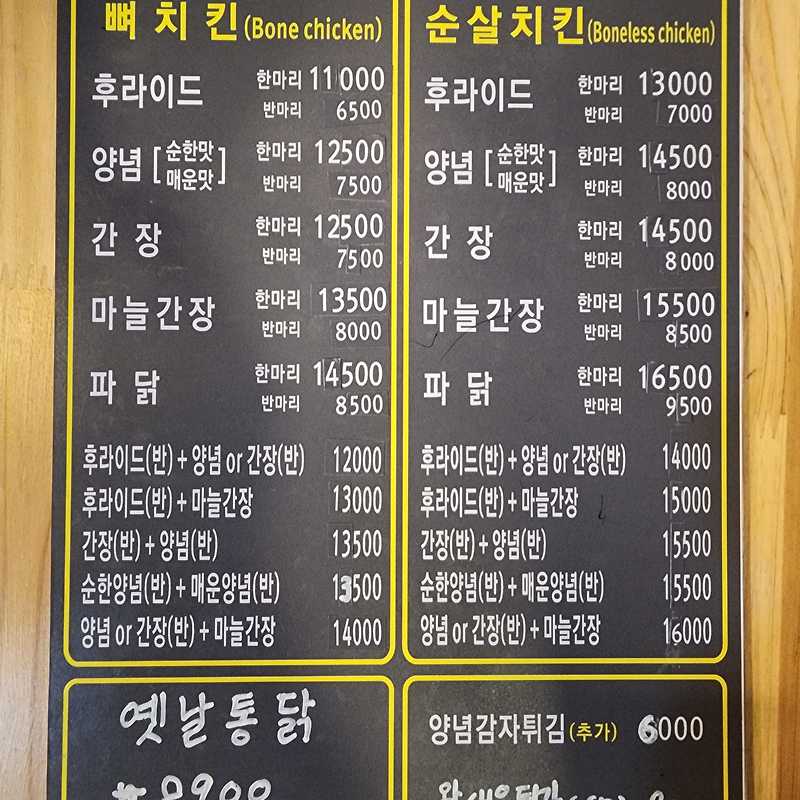 뼈 치 킨 (Bone chicken)
후라이드 한마리 11000
반마리 6500
양념 [순한맛 매운맛] 한마리 12500
반마리 7500
간 장 한마리 12500
반마리 7500
마늘간장 한마리 13500
반마리 8000
파 닭 한마리 14500
반마리 8500
후라이드(반) + 양념 or 간장(반) 12000
후라이드(반) + 마늘간장 13000
간장(반) + 양념(반) 13500
순한양념(반) + 매운양념(반) 13500
양념 or 간장(반) + 마늘간장 14000
순살치킨 (Boneless chicken)
후라이드 한마리 13000
반마리 7000
양념 [순한맛 매운맛] 한마리 14500
반마리 8000
간 장 한마리 14500
반마리 8000
마늘간장 한마리 15500
반마리 8500
파 닭 한마리 16500
반마리 9500
후라이드(반) + 양념 or 간장(반) 14000
후라이드(반) + 마늘간장 15000
간장(반) + 양념(반) 15500
순한양념(반) + 매운양념(반) 15500
양념 or 간장(반) + 마늘간장 16000
옛날통닭
양념감자튀김 (추가) 6000